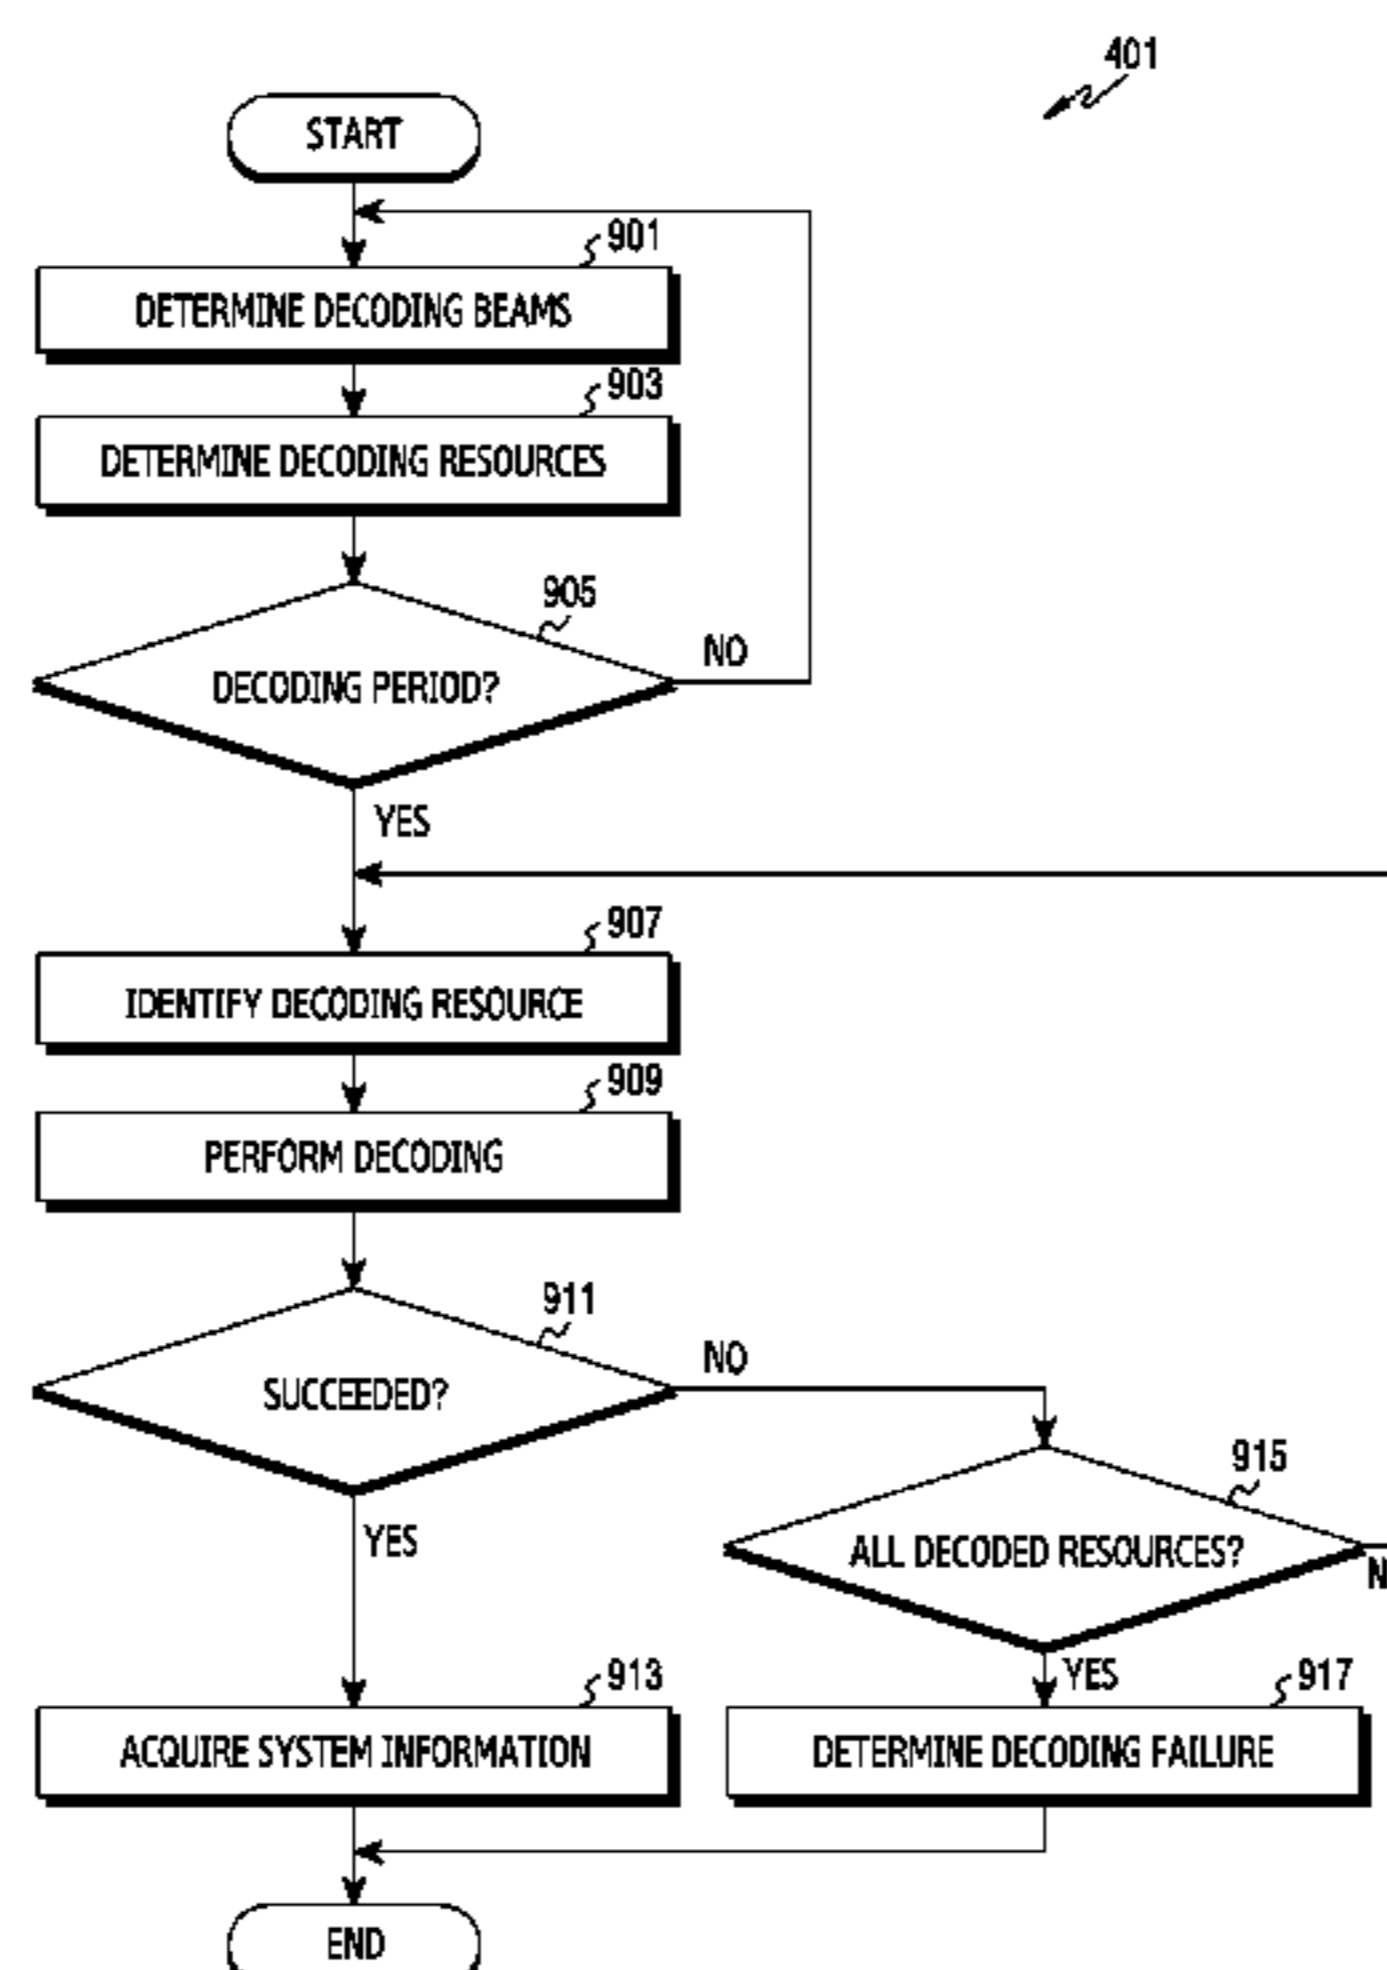 401
START
901
DETERMINE DECODING BEAMS
903
DETERMINE DECODING RESOURCES
905
DECODING PERIOD?
NO
YES
907
IDENTIFY DECODING RESOURCE
909
PERFORM DECODING
911
SUCCEEDED?
NO
YES
915
ALL DECODED RESOURCES?
YES
913
ACQUIRE SYSTEM INFORMATION
917
DETERMINE DECODING FAILURE
END